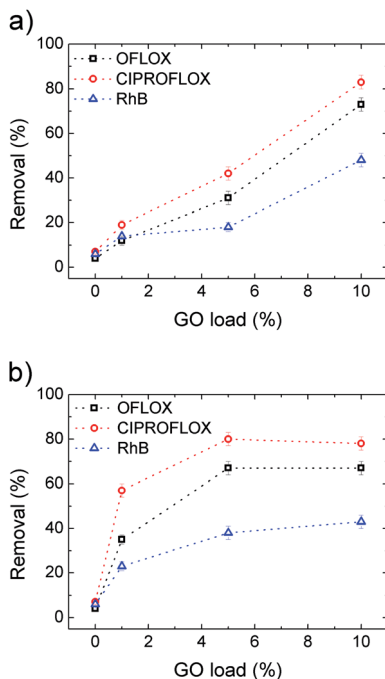 a)
100
80
60
40
20
0
Removal (%)
OFLOX
CIPROFLOX
RhB
0 2 4 6 8 10
GO load (%)
b)
100
80
60
40
20
0
Removal (%)
OFLOX
CIPROFLOX
RhB
0 2 4 6 8 10
GO load (%)